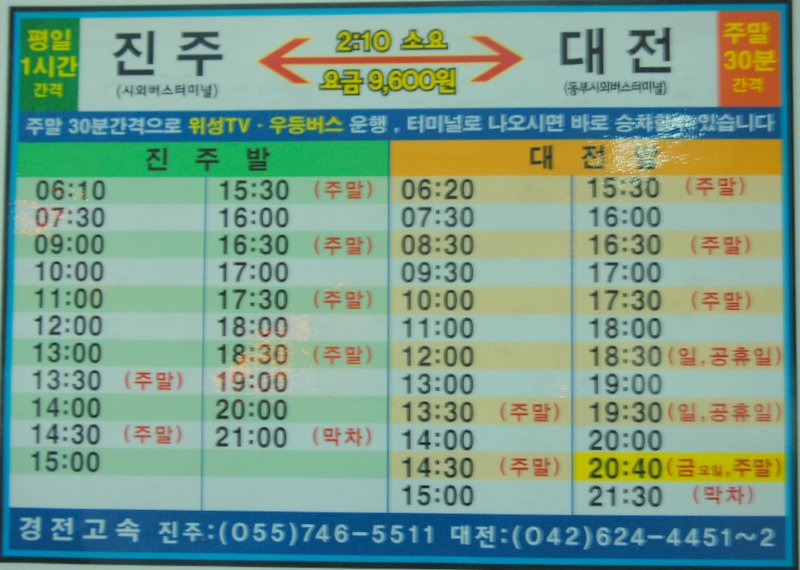 평일 1시간 간격
진주
(시외버스터미널)
2:10 소요
요금 9,600원
대전
(동부시외버스터미널)
주말 30분 간격
주말 30분간격으로 위성TV·우등버스 운행, 터미널로 나오시면 바로 승차할 수 있습니다
진주발
06:10
07:30
09:00
10:00
11:00
12:00
13:00
13:30 (주말)
14:00
14:30 (주말)
15:00
15:30 (주말)
16:00
16:30 (주말)
17:00
17:30 (주말)
18:00
18:30 (주말)
19:00
20:00
21:00 (막차)
대전발
06:20
07:30
08:30
09:30
10:00
11:00
12:00
13:00
13:30 (주말)
14:00
14:30 (주말)
15:00
15:30 (주말)
16:00
16:30 (주말)
17:00
17:30 (주말)
18:00
18:30 (일,공휴일)
19:00
19:30 (일,공휴일)
20:00
20:40 (금요일,주말)
21:30 (막차)
경전고속 진주:(055)746-5511 대전:(042)624-4451~2